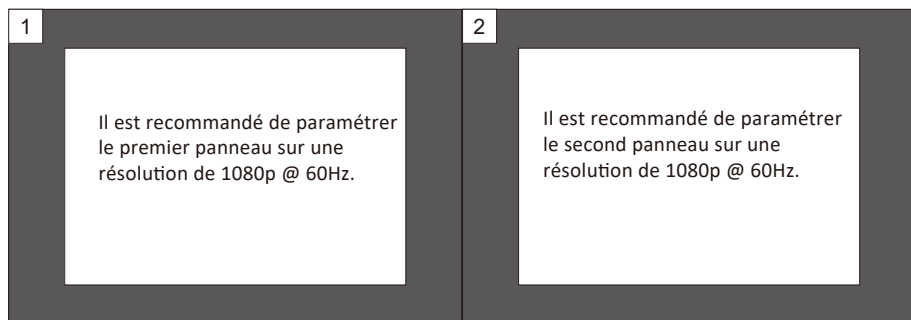 1
Il est recommandé de paramétrer
le premier panneau sur une
résolution de 1080p @ 60Hz.
2
Il est recommandé de paramétrer
le second panneau sur une
résolution de 1080p @ 60Hz.